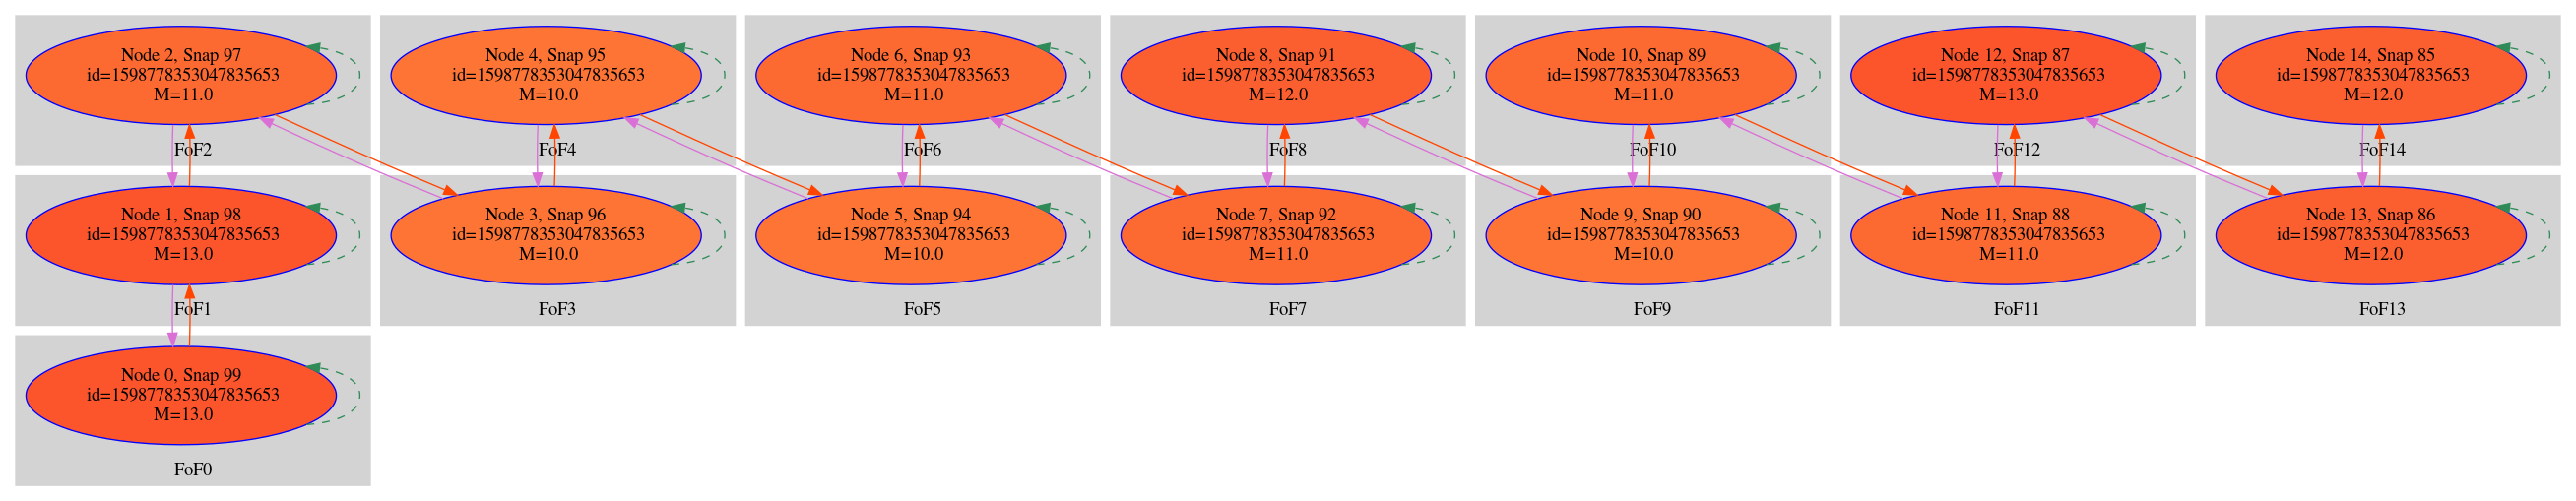 Node 2, Snap 97
id=1598778353047835653
M=11.0
FoF2
Node 4, Snap 95
id=1598778353047835653
M=10.0
FoF4
Node 6, Snap 93
id=1598778353047835653
M=11.0
FoF6
Node 8, Snap 91
id=1598778353047835653
M=12.0
FoF8
Node 10, Snap 89
id=1598778353047835653
M=11.0
FoF10
Node 12, Snap 87
id=1598778353047835653
M=13.0
FoF12
Node 14, Snap 85
id=1598778353047835653
M=12.0
FoF14
Node 1, Snap 98
id=1598778353047835653
M=13.0
FoF1
Node 3, Snap 96
id=1598778353047835653
M=10.0
FoF3
Node 5, Snap 94
id=1598778353047835653
M=10.0
FoF5
Node 7, Snap 92
id=1598778353047835653
M=11.0
FoF7
Node 9, Snap 90
id=1598778353047835653
M=10.0
FoF9
Node 11, Snap 88
id=1598778353047835653
M=11.0
FoF11
Node 13, Snap 86
id=1598778353047835653
M=12.0
FoF13
Node 0, Snap 99
id=1598778353047835653
M=13.0
FoF0